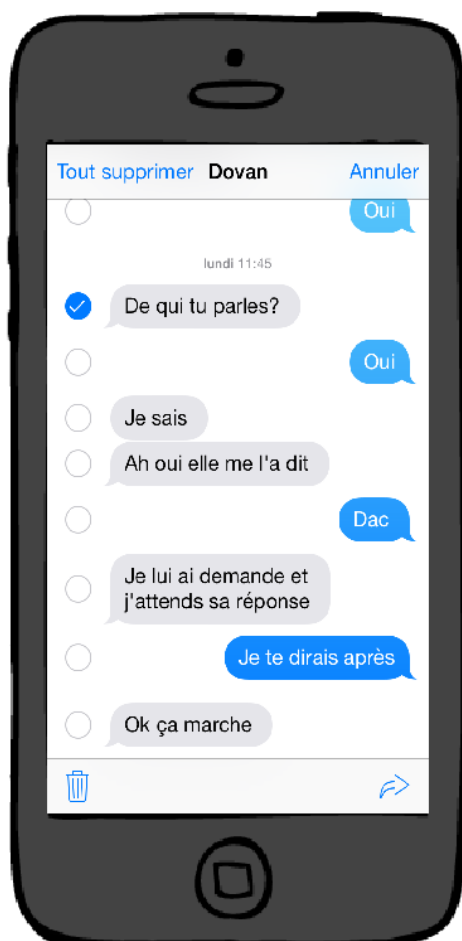 Tout supprimer Dovan Annuler
Oui
lundi 11:45
De qui tu parles?
Oui
Je sais
Ah oui elle me l'a dit
Dac
Je lui ai demande et
j'attends sa réponse
Je te dirais après
Ok ça marche